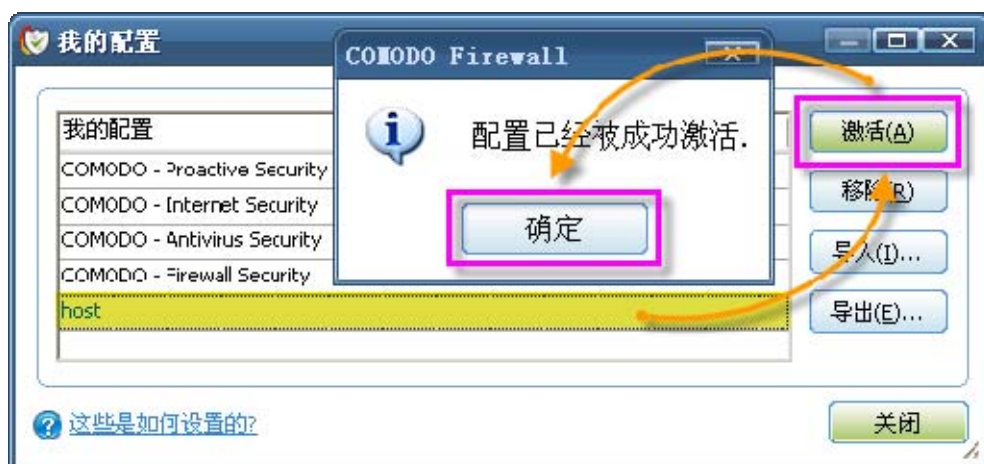 我的配置
COMODO Firewall
配置已经被成功激活.
确定
我的配置
COMODO - Proactive Security
COMODO - Internet Security
COMODO - Antivirus Security
COMODO - Firewall Security
host
激活(A)
移除(R)
导入(I)...
导出(E)...
这些是如何设置的?
关闭